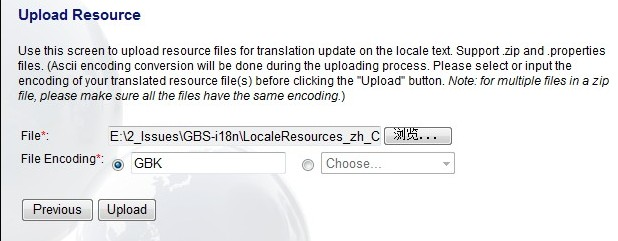 Upload Resource
Use this screen to upload resource files for translation update on the locale text. Support .zip and .properties
files. (Ascii encoding conversion will be done during the uploading process. Please select or input the
encoding of your translated resource file(s) before clicking the "Upload" button. Note: for multiple files in a zip
file, please make sure all the files have the same encoding.)
File*: E:\2_Issues\GBS-i18n\LocaleResources_zh_C 浏览...
File Encoding*: GBK Choose...
Previous Upload